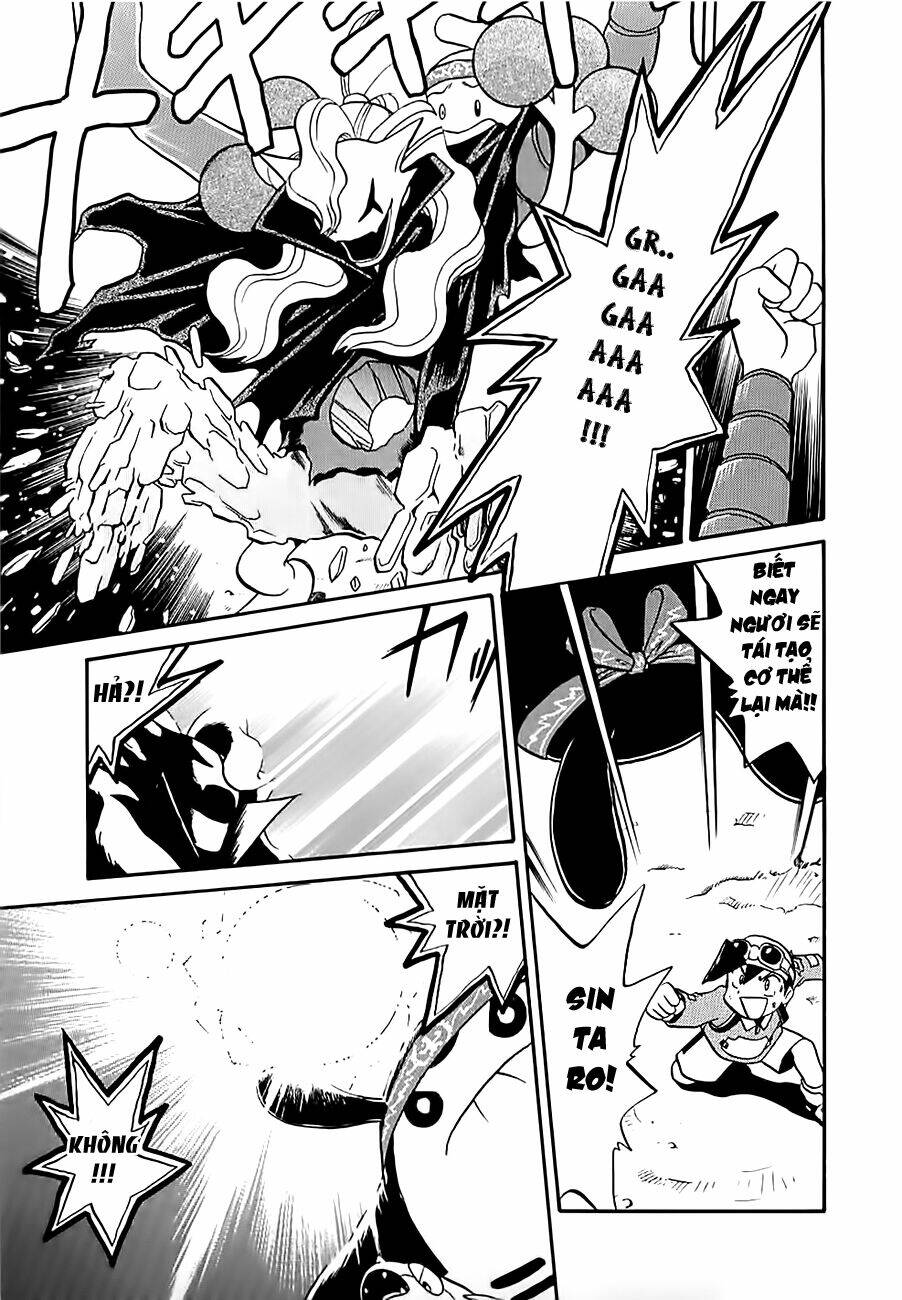 GR..
GAA
GAA
AAA
AAA
!!!
BIẾT
NGAY
NGƯƠI SẼ
TÁI TẠO
CƠ THỂ
LẠI MÀ!!
HẢ?!
SIN
TA
RO!
MẶT
TRỜI?!
KHÔNG
!!!